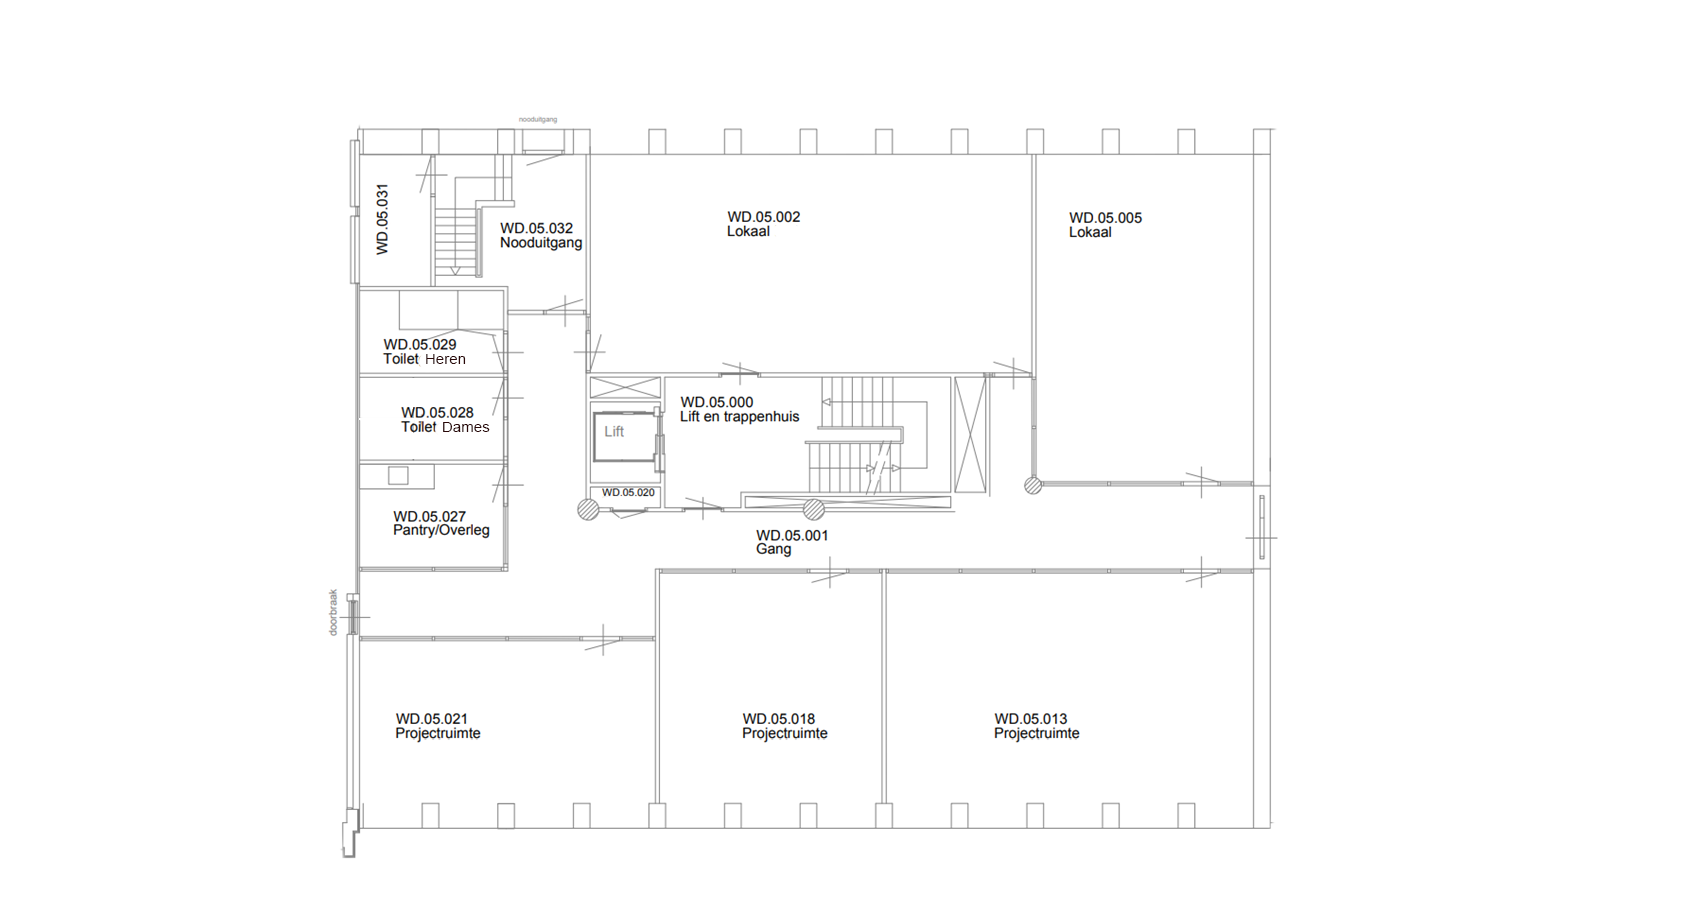 nooduitgang
WD.05.031
WD.05.032
Nooduitgang
WD.05.002
Lokaal
WD.05.005
Lokaal
WD.05.029
Toilet Heren
WD.05.028
Toilet Dames
WD.05.000
Lift en trappenhuis
Lift
WD.05.020
WD.05.027
Pantry/Overleg
WD.05.001
Gang
doorbraak
WD.05.021
Projectruimte
WD.05.018
Projectruimte
WD.05.013
Projectruimte